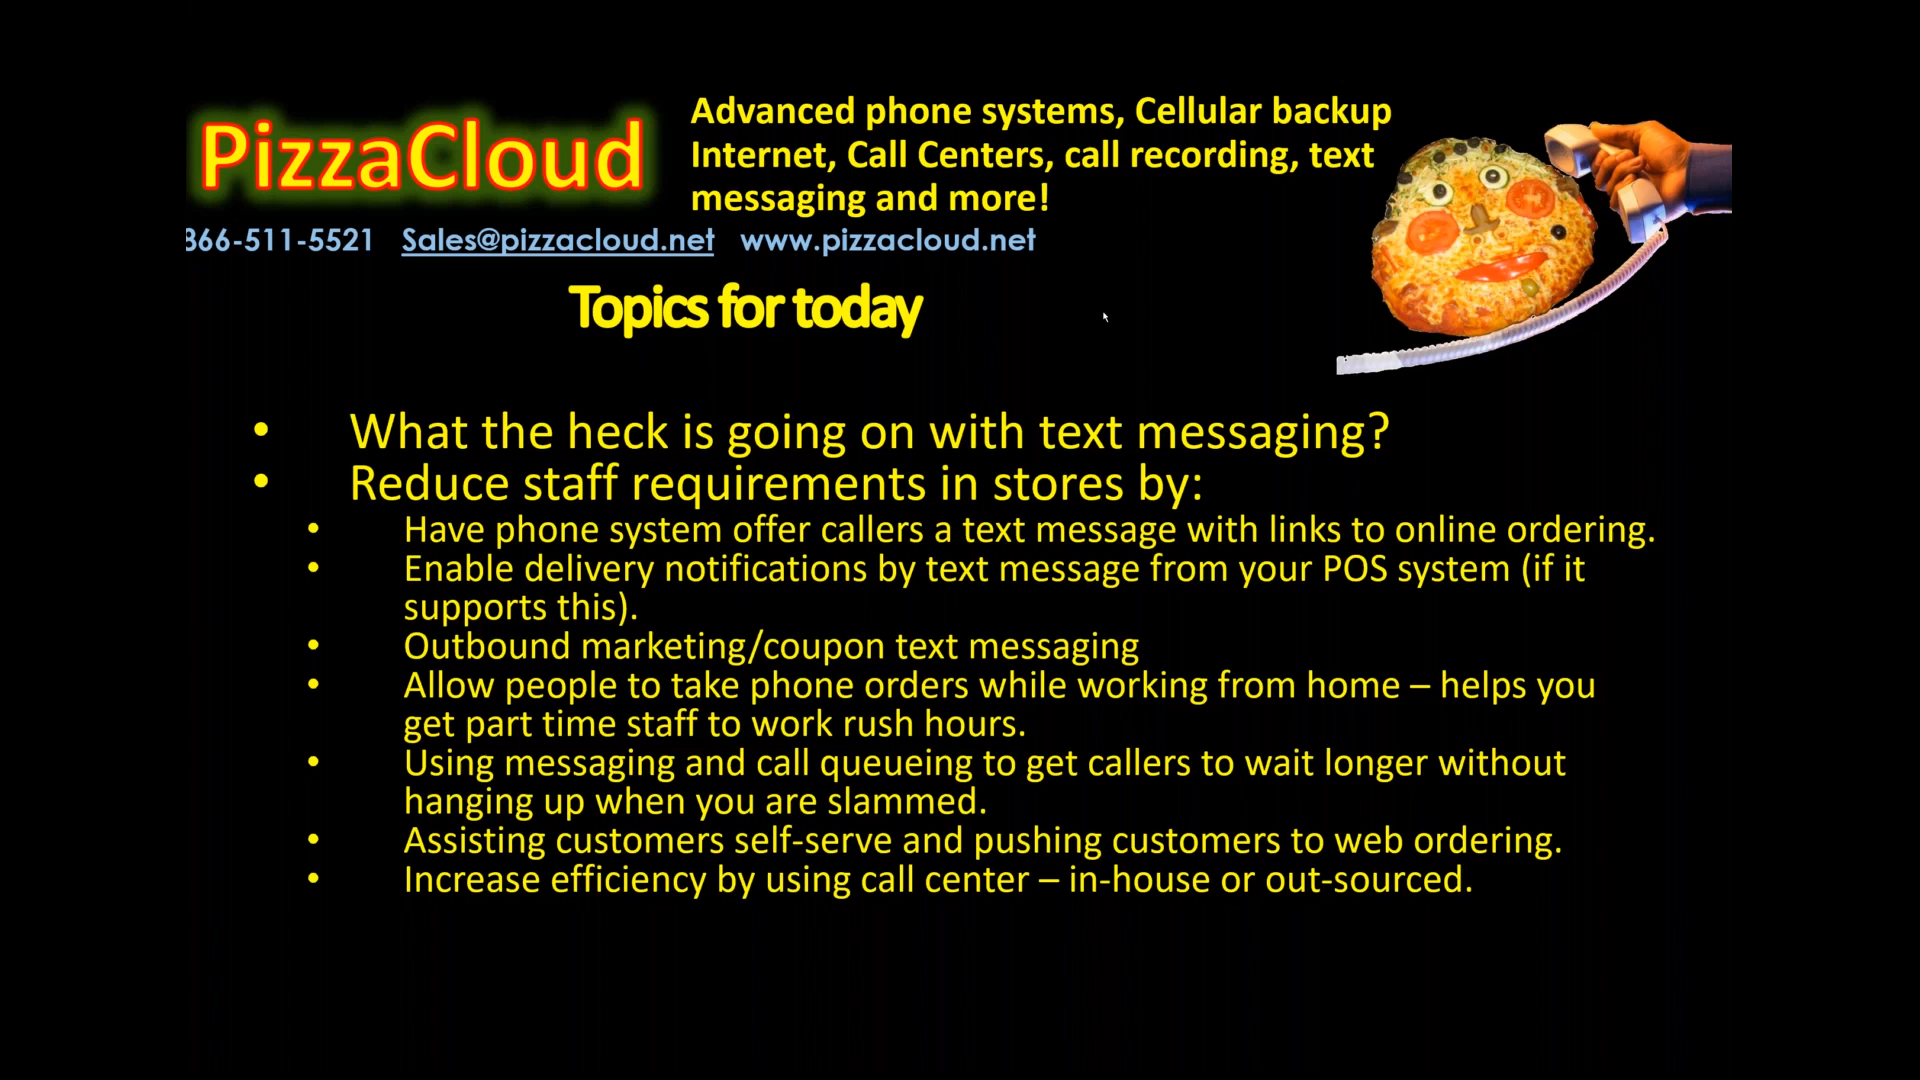 PizzaCloud
Advanced phone systems, Cellular backup
Internet, Call Centers, call recording, text
messaging and more!
866-511-5521 Sales@pizzacloud.net www.pizzacloud.net
Topics for today
• What the heck is going on with text messaging?
• Reduce staff requirements in stores by:
• Have phone system offer callers a text message with links to online ordering.
• Enable delivery notifications by text message from your POS system (if it
supports this).
• Outbound marketing/coupon text messaging
• Allow people to take phone orders while working from home – helps you
get part time staff to work rush hours.
• Using messaging and call queueing to get callers to wait longer without
hanging up when you are slammed.
• Assisting customers self-serve and pushing customers to web ordering.
• Increase efficiency by using call center – in-house or out-sourced.